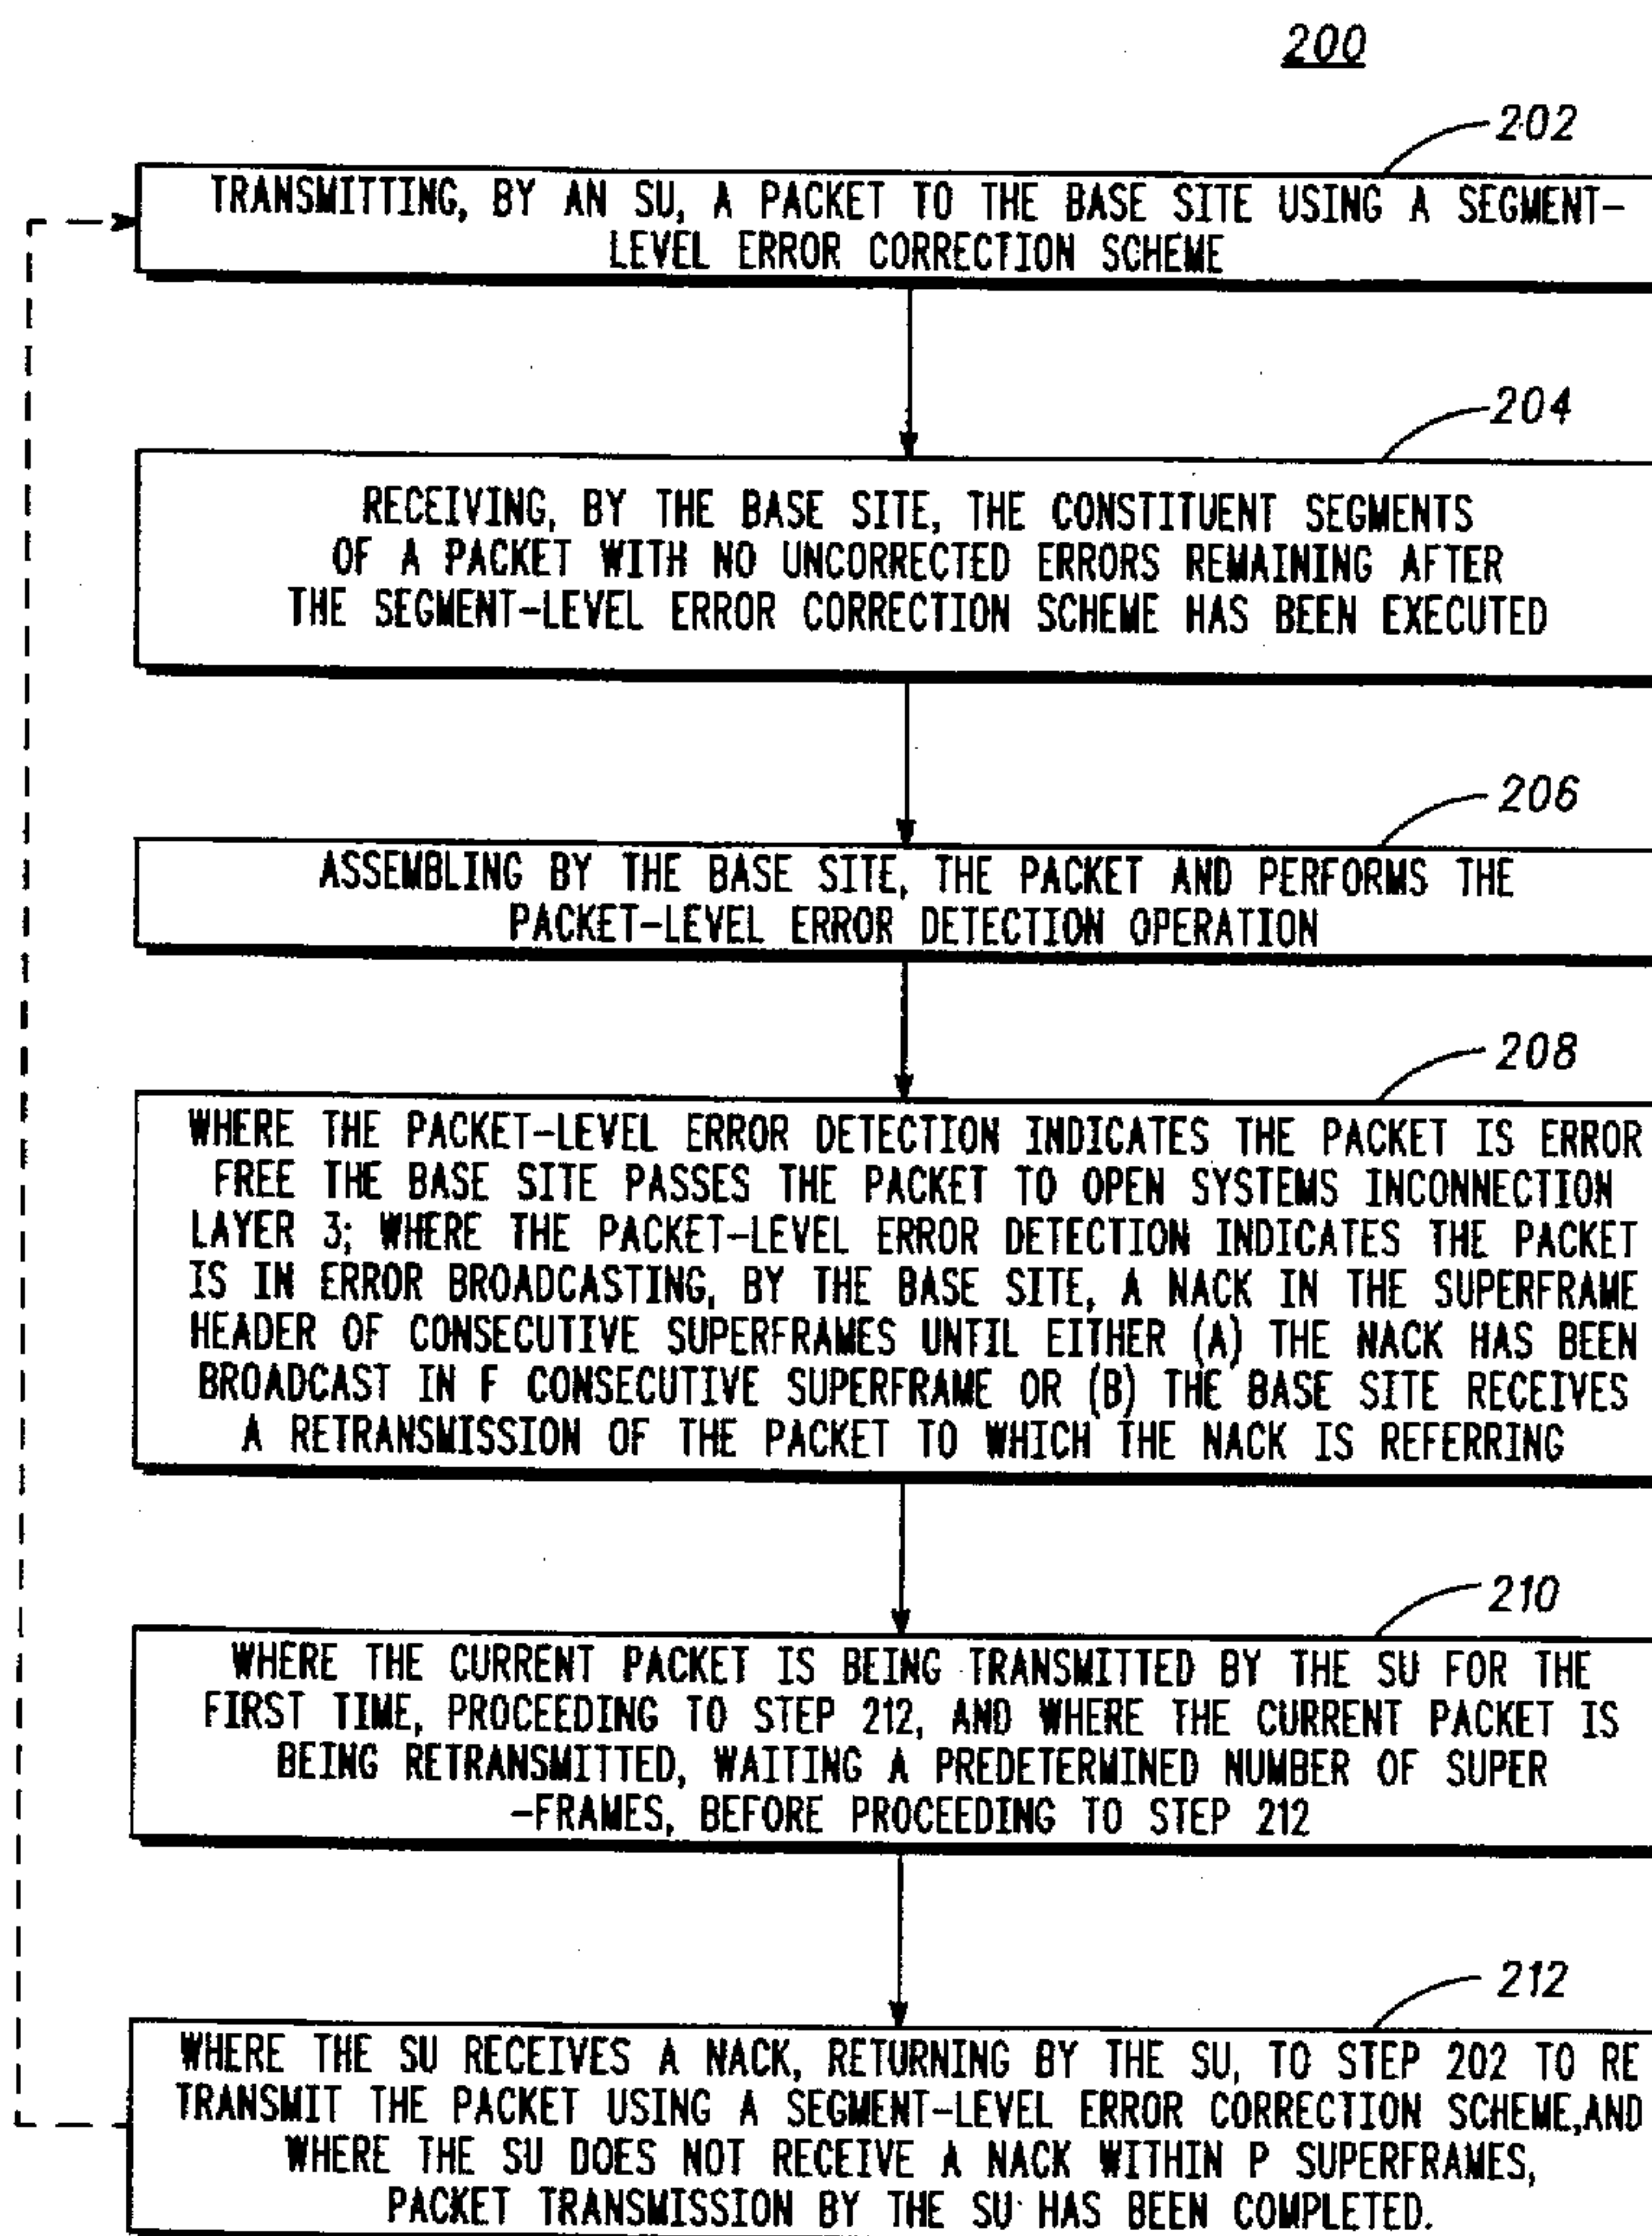 200
202
TRANSMITTING, BY AN SU, A PACKET TO THE BASE SITE USING A SEGMENT-
LEVEL ERROR CORRECTION SCHEME
204
RECEIVING, BY THE BASE SITE, THE CONSTITUENT SEGMENTS
OF A PACKET WITH NO UNCORRECTED ERRORS REMAINING AFTER
THE SEGMENT-LEVEL ERROR CORRECTION SCHEME HAS BEEN EXECUTED
206
ASSEMBLING BY THE BASE SITE, THE PACKET AND PERFORMS THE
PACKET-LEVEL ERROR DETECTION OPERATION
208
WHERE THE PACKET-LEVEL ERROR DETECTION INDICATES THE PACKET IS ERROR
FREE THE BASE SITE PASSES THE PACKET TO OPEN SYSTEMS INCONNECTION
LAYER 3; WHERE THE PACKET-LEVEL ERROR DETECTION INDICATES THE PACKET
IS IN ERROR BROADCASTING, BY THE BASE SITE, A NACK IN THE SUPERFRAME
HEADER OF CONSECUTIVE SUPERFRAMES UNTIL EITHER (A) THE NACK HAS BEEN
BROADCAST IN F CONSECUTIVE SUPERFRAME OR (B) THE BASE SITE RECEIVES
A RETRANSMISSION OF THE PACKET TO WHICH THE NACK IS REFERRING
210
WHERE THE CURRENT PACKET IS BEING TRANSMITTED BY THE SU FOR THE
FIRST TIME, PROCEEDING TO STEP 212, AND WHERE THE CURRENT PACKET IS
BEING RETRANSMITTED, WAITING A PREDETERMINED NUMBER OF SUPER
-FRAMES, BEFORE PROCEEDING TO STEP 212
212
WHERE THE SU RECEIVES A NACK, RETURNING BY THE SU, TO STEP 202 TO RE
TRANSMIT THE PACKET USING A SEGMENT-LEVEL ERROR CORRECTION SCHEME,AND
WHERE THE SU DOES NOT RECEIVE A NACK WITHIN P SUPERFRAMES,
PACKET TRANSMISSION BY THE SU HAS BEEN COMPLETED.